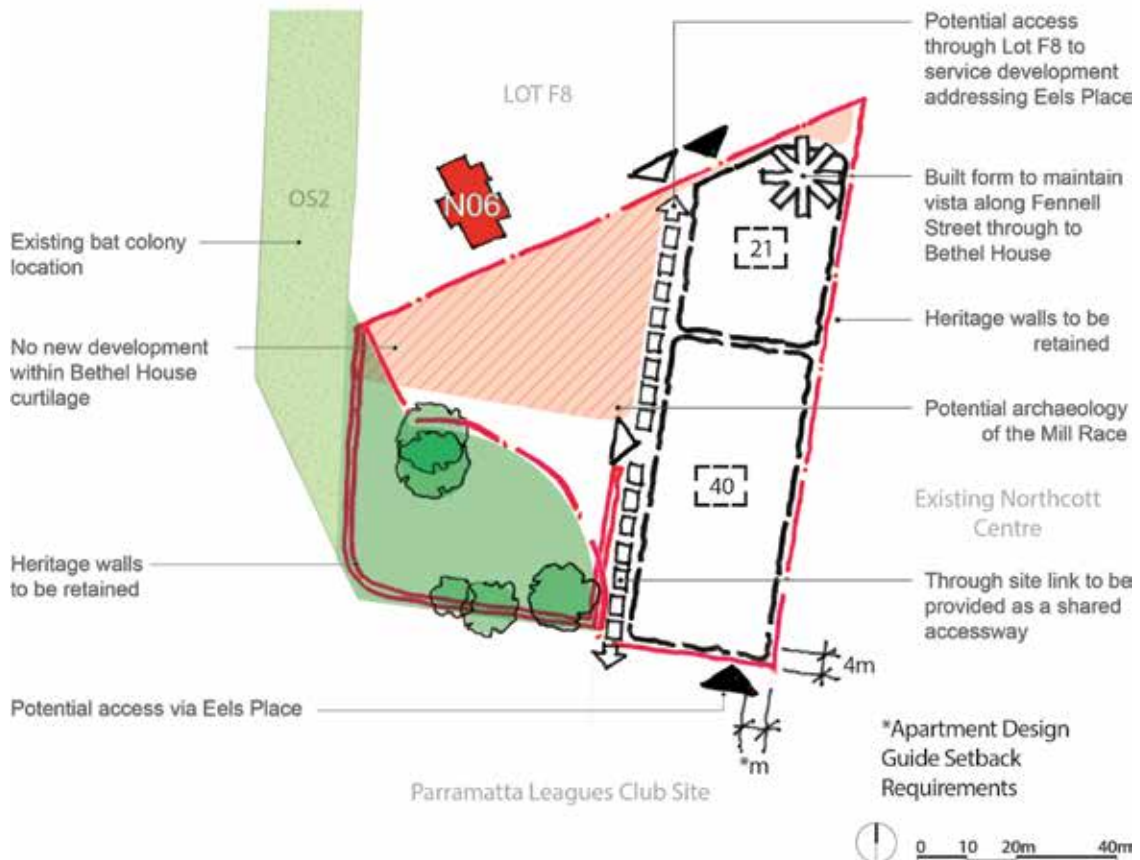 Potential access
through Lot F8 to
service development
addressing Eels Place
LOT F8
N06
OS2
Built form to maintain
vista along Fennell
Street through to
Bethel House
Existing bat colony
location
21
Heritage walls to be
retained
No new development
within Bethel House
curtilage
Potential archaeology
of the Mill Race
40
Existing Northcott
Centre
Heritage walls
to be retained
Through site link to be
provided as a shared
accessway
4m
Potential access via Eels Place
*m
*Apartment Design
Guide Setback
Requirements
Parramatta Leagues Club Site
0 10 20m 40m